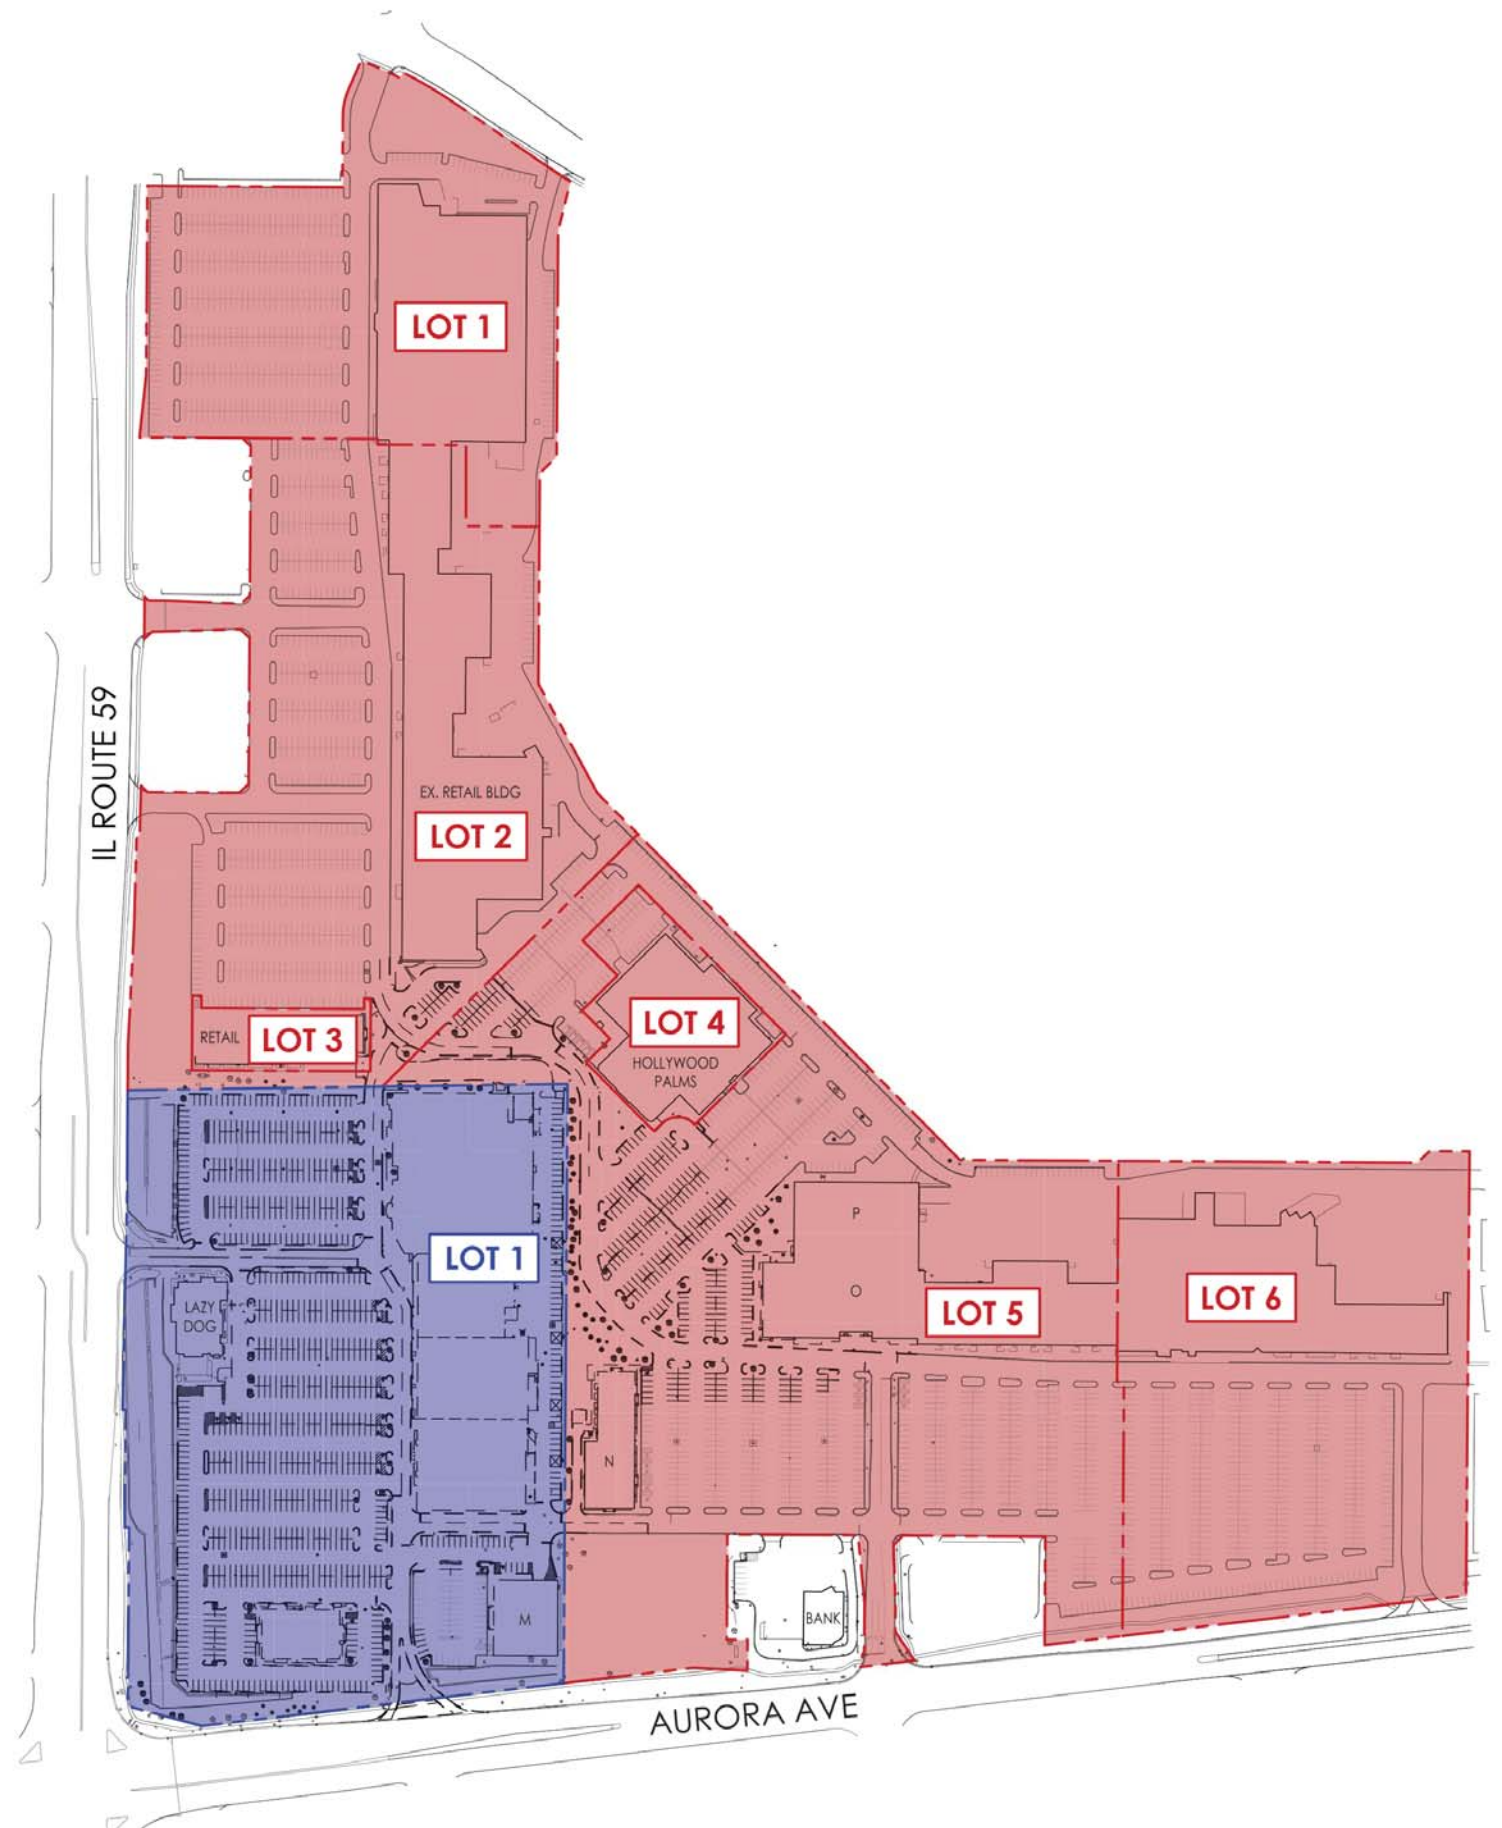 LOT 1
IL ROUTE 59
EX. RETAIL BLDG
LOT 2
RETAIL
LOT 3
LOT 4
HOLLYWOOD
PALMS
LOT 1
P
O
LOT 5
LOT 6
LAZY
DOG
N
M
BANK
AURORA AVE